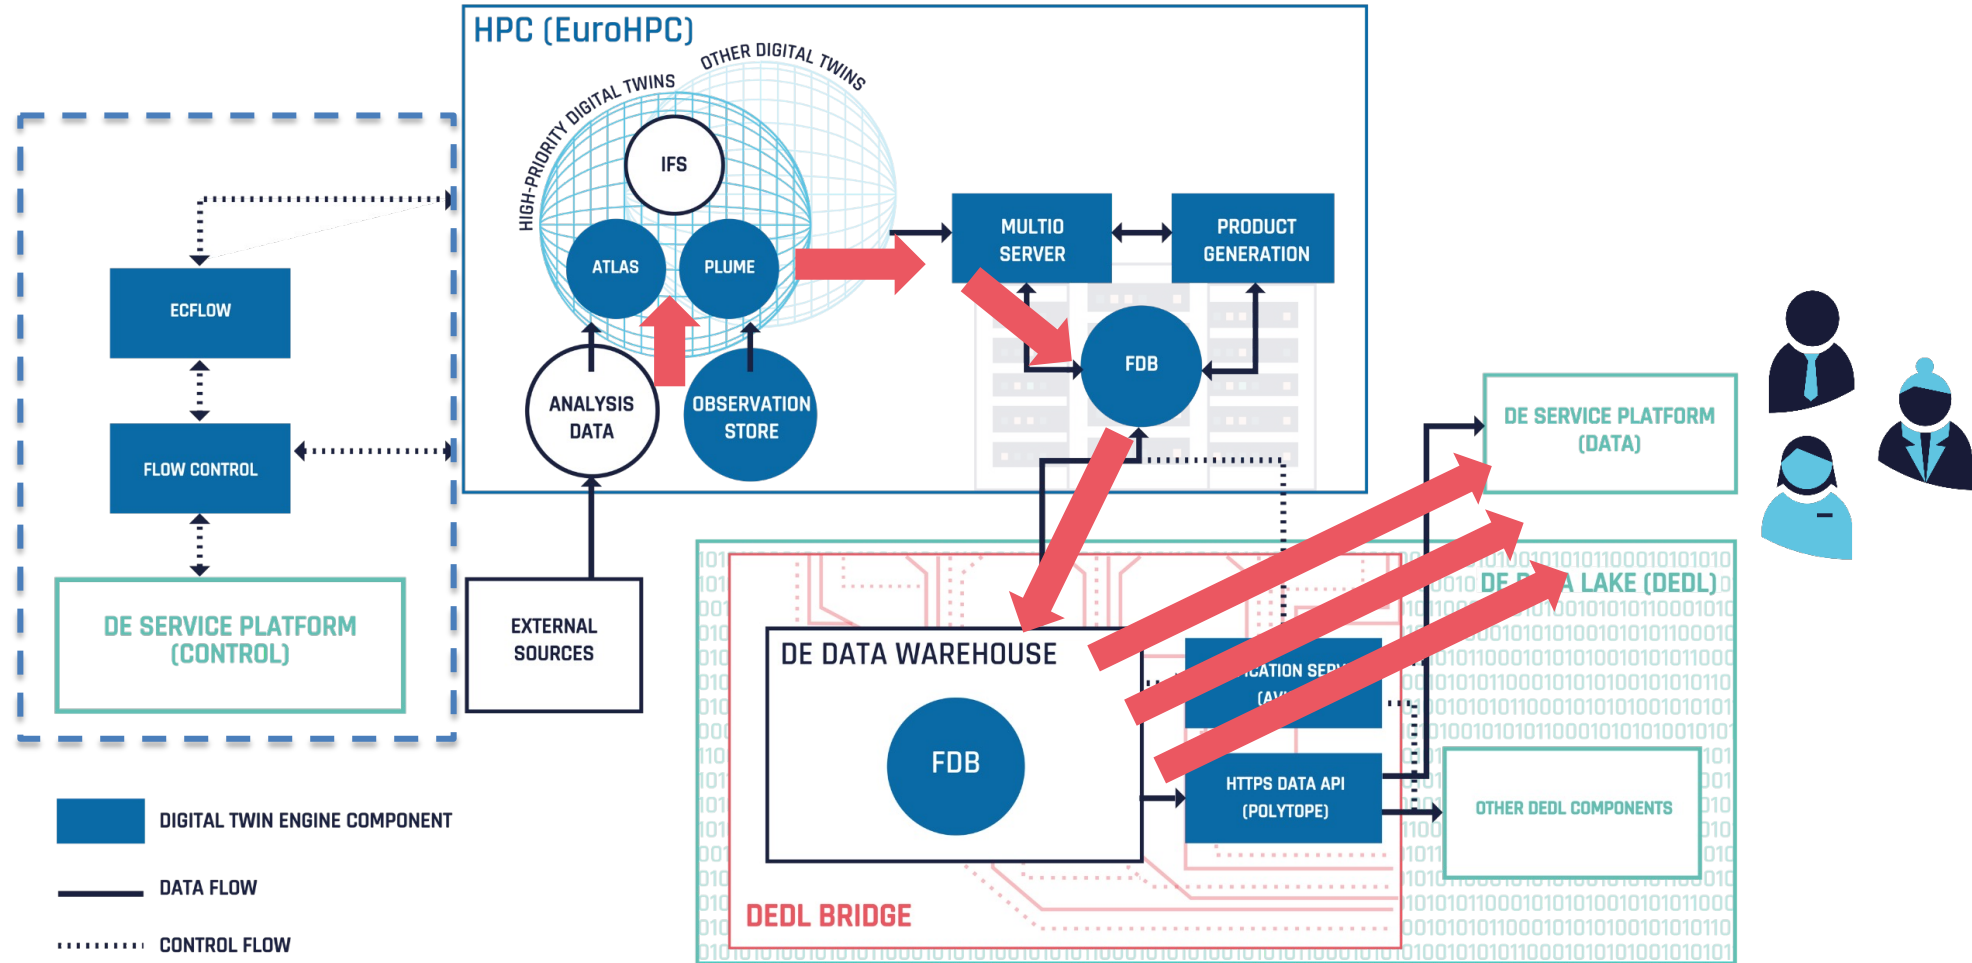 HPC (EuroHPC)
OTHER DIGITAL TWINS
HIGH-PRIORITY DIGITAL TWINS
IFS
ATLAS
PLUME
MULTIO
SERVER
PRODUCT
GENERATION
ECFLOW
FDB
ANALYSIS
DATA
OBSERVATION
STORE
FLOW CONTROL
DE SERVICE PLATFORM
(DATA)
DE SERVICE PLATFORM
(CONTROL)
EXTERNAL
SOURCES
LAKE (DEDL)
DE DATA WAREHOUSE
FDB
HTTPS DATA API
(POLYTOPE)
OTHER DEDL COMPONENTS
DEDL BRIDGE
DIGITAL TWIN ENGINE COMPONENT
DATA FLOW
CONTROL FLOW